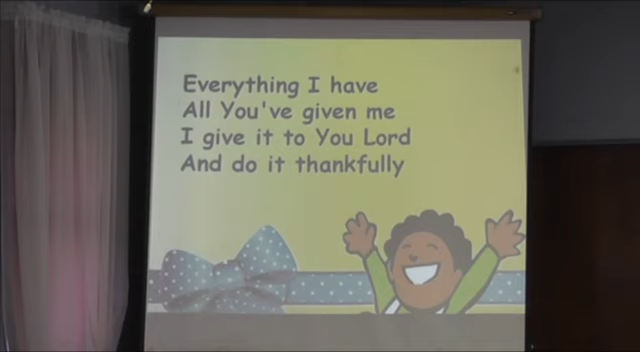 Everything I have
All You've given me
I give it to You Lord
And do it thankfully